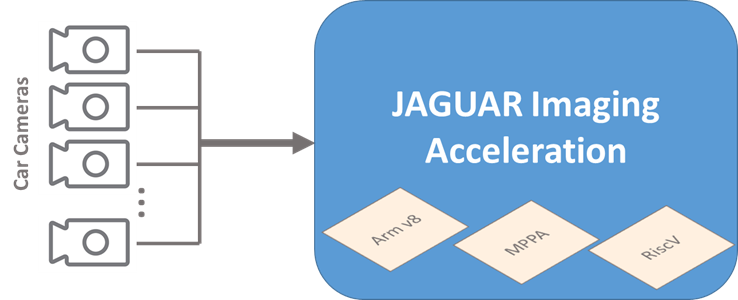 Car Cameras
JAGUAR Imaging
Acceleration
Arm v8
MPPA
RiscV